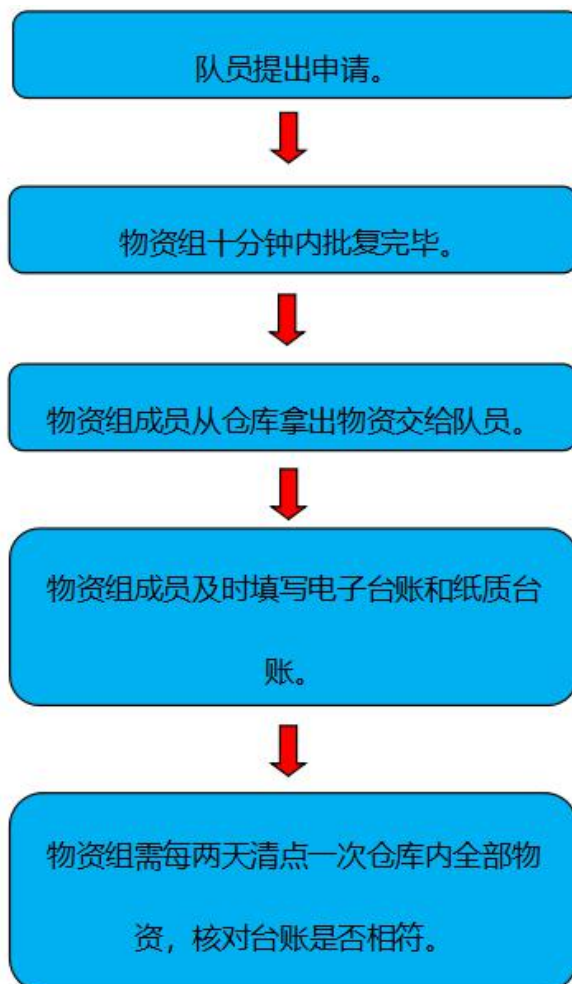 队员提出申请。
物资组十分钟内批复完毕。
物资组成员从仓库拿出物资交给队员。
物资组成员及时填写电子台账和纸质台
账。
物资组需每两天清点一次仓库内全部物
资，核对台账是否相符。